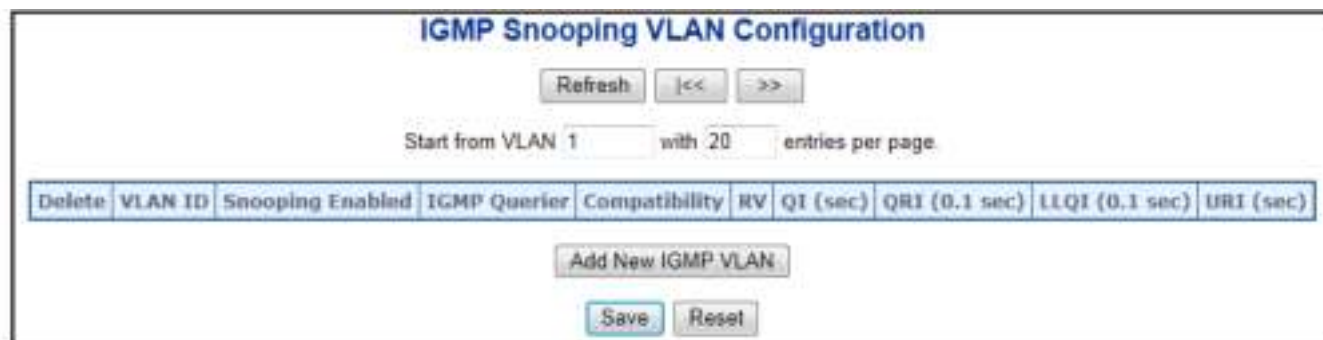 IGMP Snooping VLAN Configuration
Refresh |<< >>
Start from VLAN 1 with 20 entries per page.
Delete VLAN ID Snooping Enabled IGMP Querier Compatibility RV QI (sec) QRI (0.1 sec) LLQI (0.1 sec) URI (sec)
Add New IGMP VLAN
Save Reset